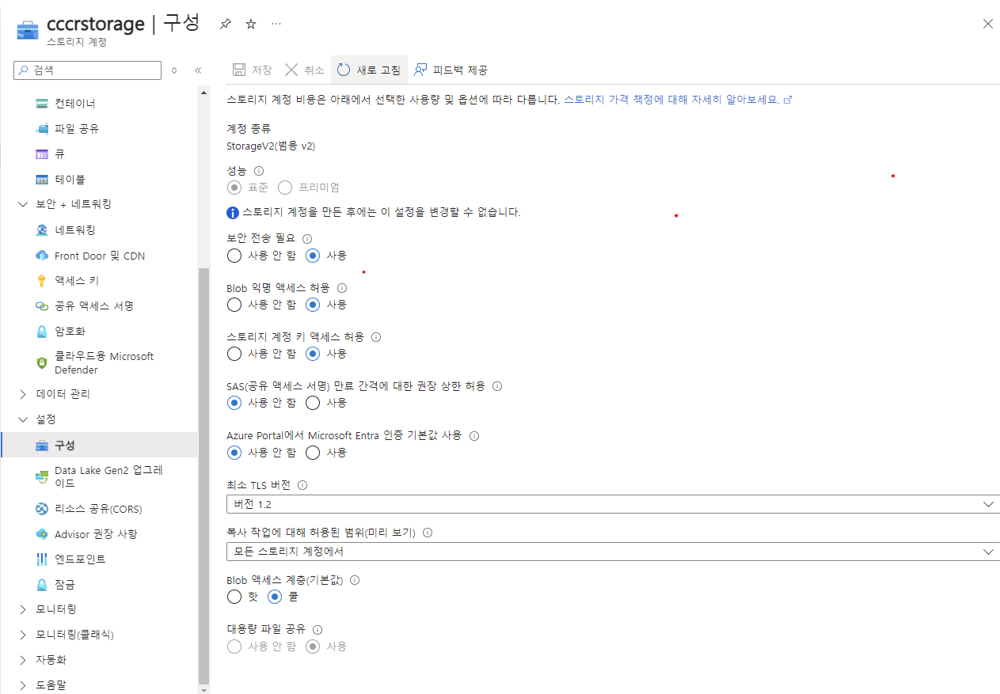 cccrstorage | 구성
스토리지 계정
검색
컨테이너
파일 공유
큐
테이블
보안 + 네트워킹
네트워킹
Front Door 및 CDN
액세스 키
공유 액세스 서명
암호화
클라우드용 Microsoft
Defender
데이터 관리
설정
구성
Data Lake Gen2 업그레
이드
리소스 공유(CORS)
Advisor 권장 사항
엔드포인트
잠금
모니터링
모니터링(클래식)
자동화
도움말
저장 취소 새로 고침 피드백 제공
스토리지 계정 비용은 아래에서 선택한 사용량 및 옵션에 따라 다릅니다. 스토리지 가격 책정에 대해 자세히 알아보세요.
계정 종류
StorageV2(범용 v2)
성능
표준 프리미엄
스토리지 계정을 만든 후에는 이 설정을 변경할 수 없습니다.
보안 전송 필요
사용 안 함 사용
Blob 익명 액세스 허용
사용 안 함 사용
스토리지 계정 키 액세스 허용
사용 안 함 사용
SAS(공유 액세스 서명) 만료 간격에 대한 권장 상한 허용
사용 안 함 사용
Azure Portal에서 Microsoft Entra 인증 기본값 사용
사용 안 함 사용
최소 TLS 버전
버전 1.2
복사 작업에 대해 허용된 범위(미리 보기)
모든 스토리지 계정에서
Blob 액세스 계층(기본값)
핫 쿨
대용량 파일 공유
사용 안 함 사용